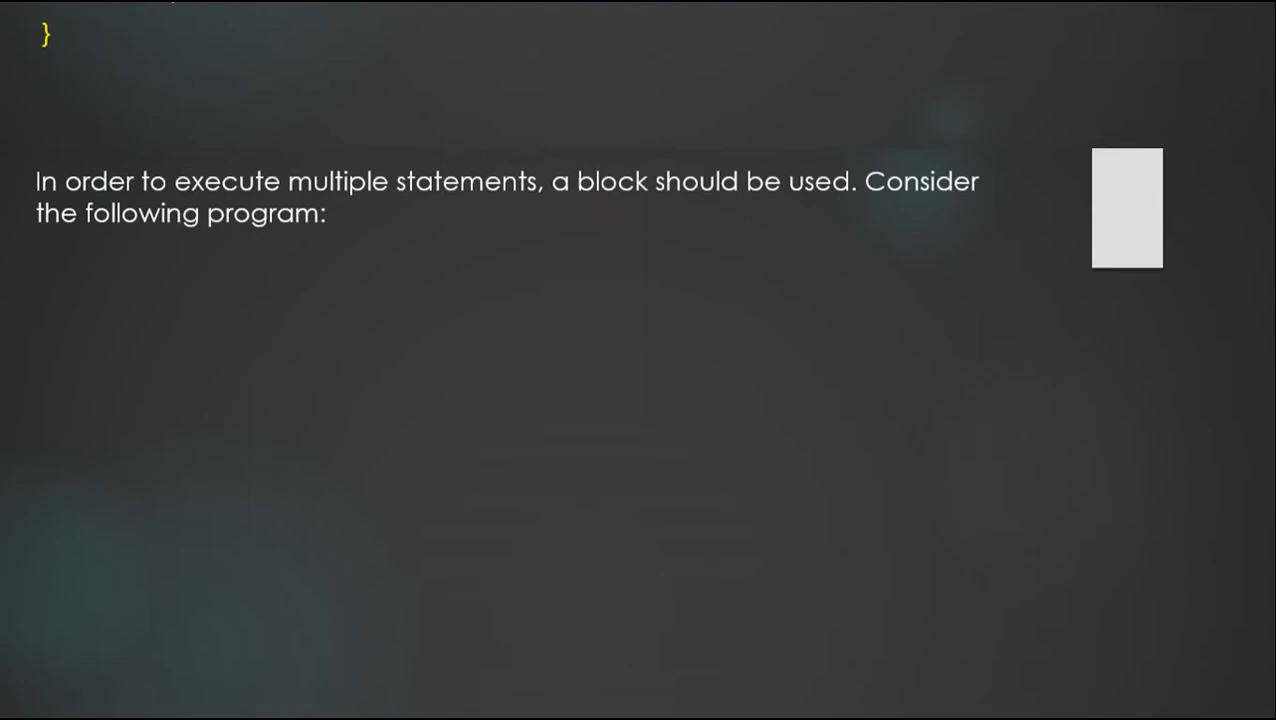 }
In order to execute multiple statements, a block should be used. Consider
the following program: